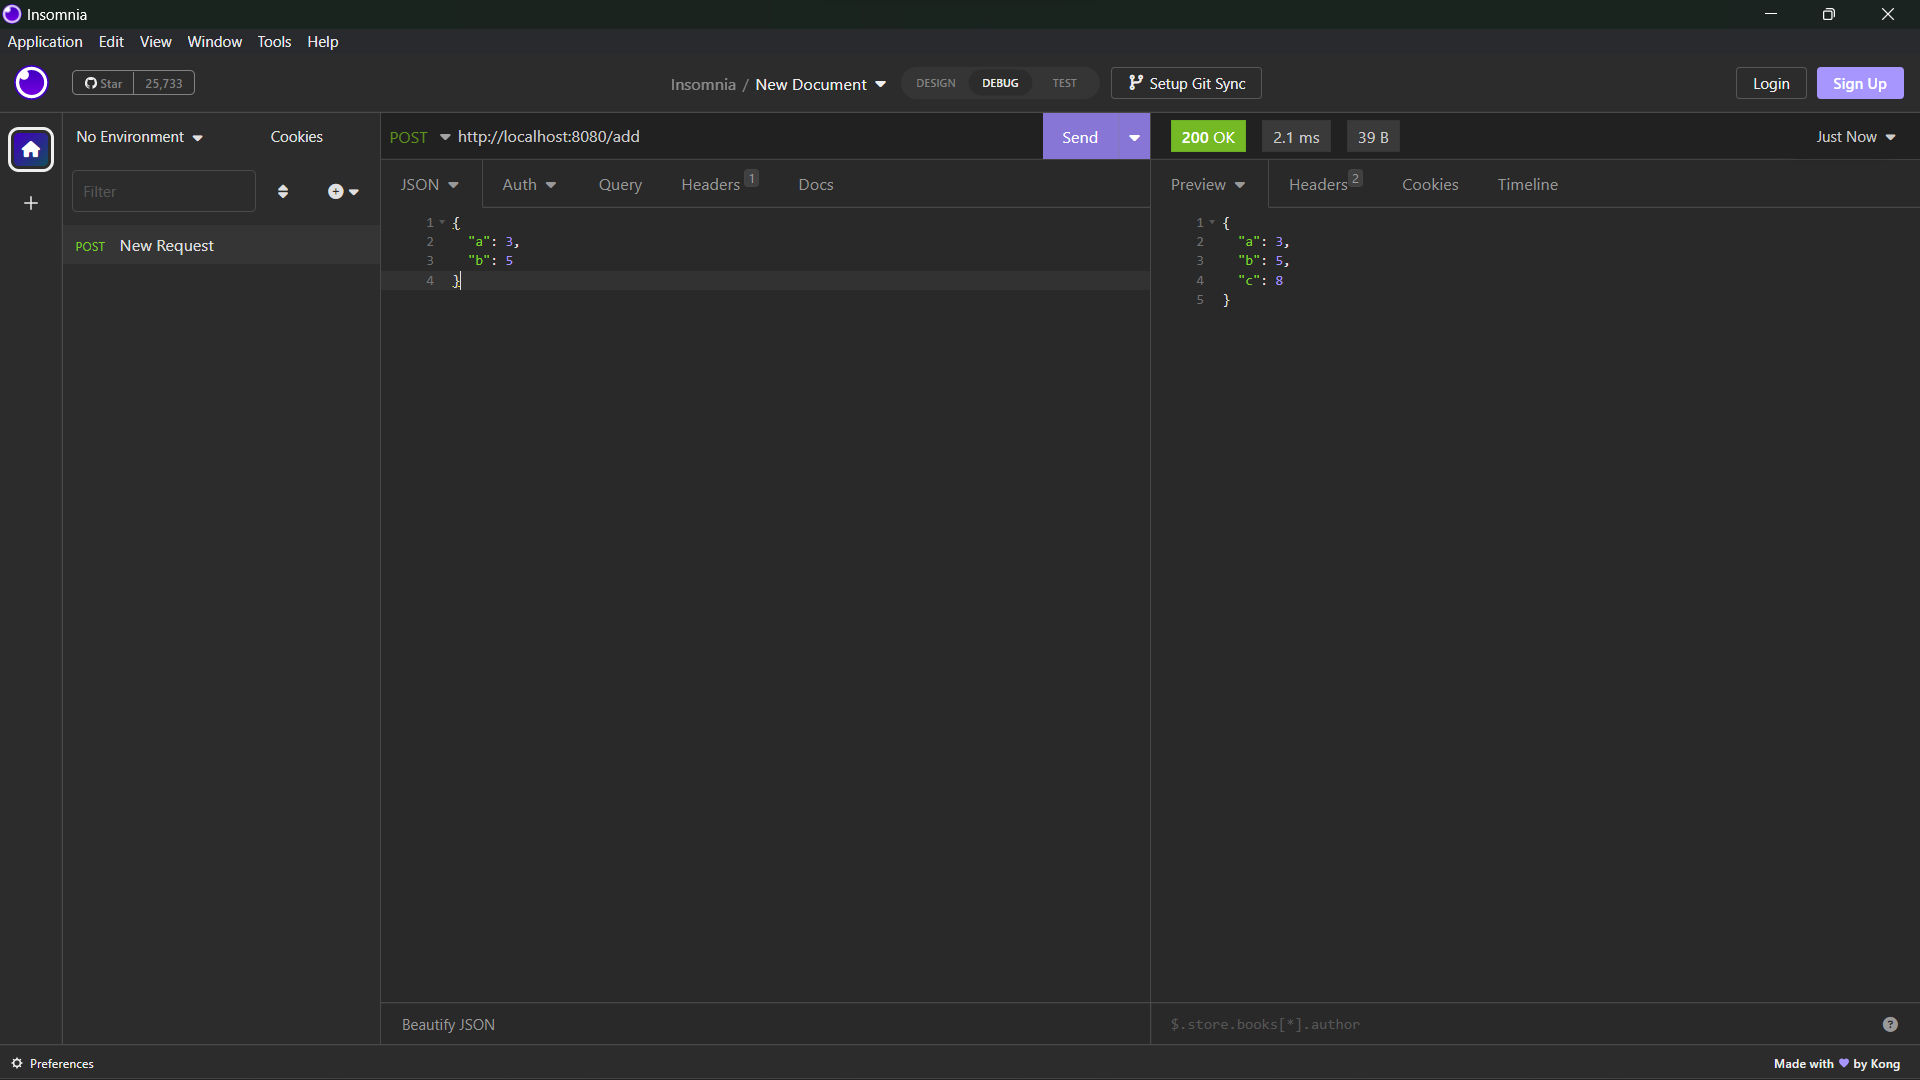 Insomnia
Application Edit View Window Tools Help
Star 25,733
Insomnia / New Document
DESIGN DEBUG TEST
Setup Git Sync
Login
Sign Up
No Environment
Cookies
Filter
POST New Request
POST http://localhost:8080/add
Send
JSON Auth Query Headers 1 Docs
1 {
2 "a": 3,
3 "b": 5
4 }
Beautify JSON
200 OK 2.1 ms 39 B
Just Now
Preview Headers 2 Cookies Timeline
1 {
2 "a": 3,
3 "b": 5,
4 "c": 8
5 }
$.store.books[*].author
?
Preferences
Made with ♥ by Kong